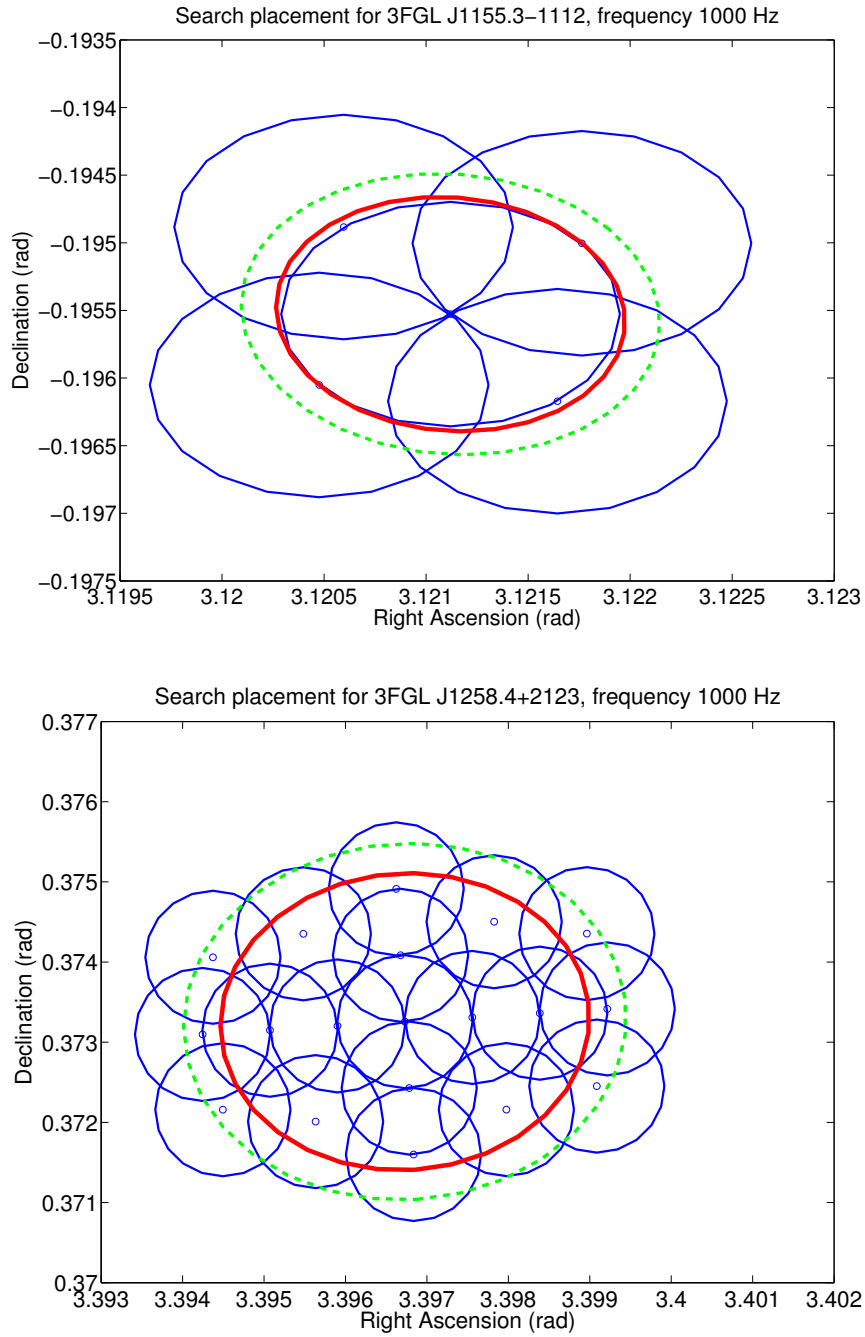 Search placement for 3FGL J1155.3−1112, frequency 1000 Hz
−0.1935
−0.194
−0.1945
−0.195
−0.1955
−0.196
−0.1965
−0.197
−0.1975
Declination (rad)
3.1195 3.12 3.1205 3.121 3.1215 3.122 3.1225 3.123
Right Ascension (rad)
Search placement for 3FGL J1258.4+2123, frequency 1000 Hz
0.377
0.376
0.375
0.374
0.373
0.372
0.371
0.37
Declination (rad)
3.393 3.394 3.395 3.396 3.397 3.398 3.399 3.4 3.401 3.402
Right Ascension (rad)